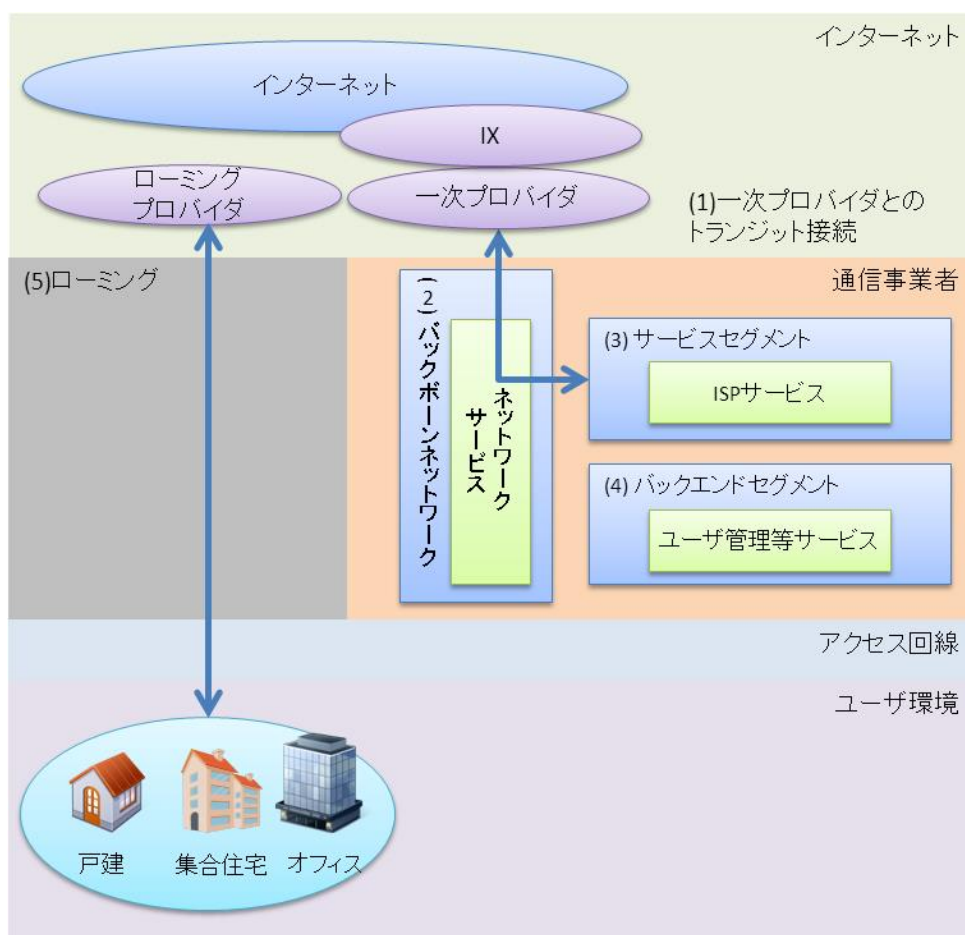 インターネット
インターネット
IX
ローミング
プロバイダ
一次プロバイダ
(1)一次プロバイダとの
トランジット接続
(5)ローミング
通信事業者
(2)バックボーンネットワーク
ネットワーク
サービス
(3) サービスセグメント
ISPサービス
(4) バックエンドセグメント
ユーザ管理等サービス
アクセス回線
ユーザ環境
戸建
集合住宅
オフィス